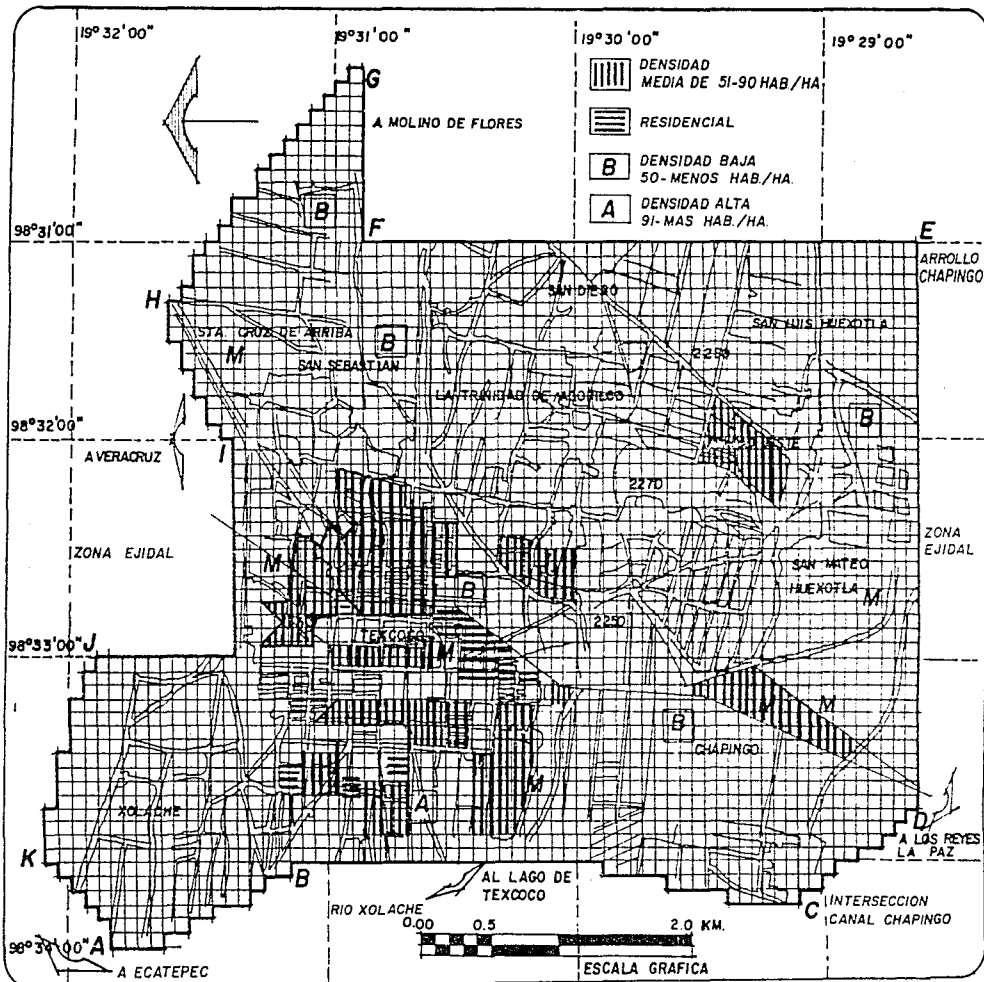 19°32'00"
19°31'00"
19°30'00"
19°29'00"
G
DENSIDAD
MEDIA DE 51-90 HAB./HA.
A MOLINO DE FLORES
RESIDENCIAL
B
DENSIDAD BAJA
50-MENOS HAB./HA.
A
DENSIDAD ALTA
91-MAS HAB./HA.
B
F
E
98°31'00"
ARROLLO
CHAPINGO
SAN DIEGO
H
STA. CRUZ DE ARRIBA
SAN LUIS HUEXOTLA
M
B
SAN SEBASTIAN
LA TRINIDAD DE
B
98°32'00"
A VERACRUZ
I
2270
ZONA EJIDAL
ZONA
EJIDAL
M
B
SAN MATEO
HUEXOTLA
M
2250
TEXCOCO
M
98°33'00"
J
M
M
B
CHAPINGO
M
XOLACHE
A
D
A LOS REYES
LA PAZ
K
B
AL LAGO DE
TEXCOCO
RIO XOLACHE
C
INTERSECCION
CANAL CHAPINGO
0.00
0.5
2.0 KM.
98°34'00"
A
A ECATEPEC
ESCALA GRAFICA